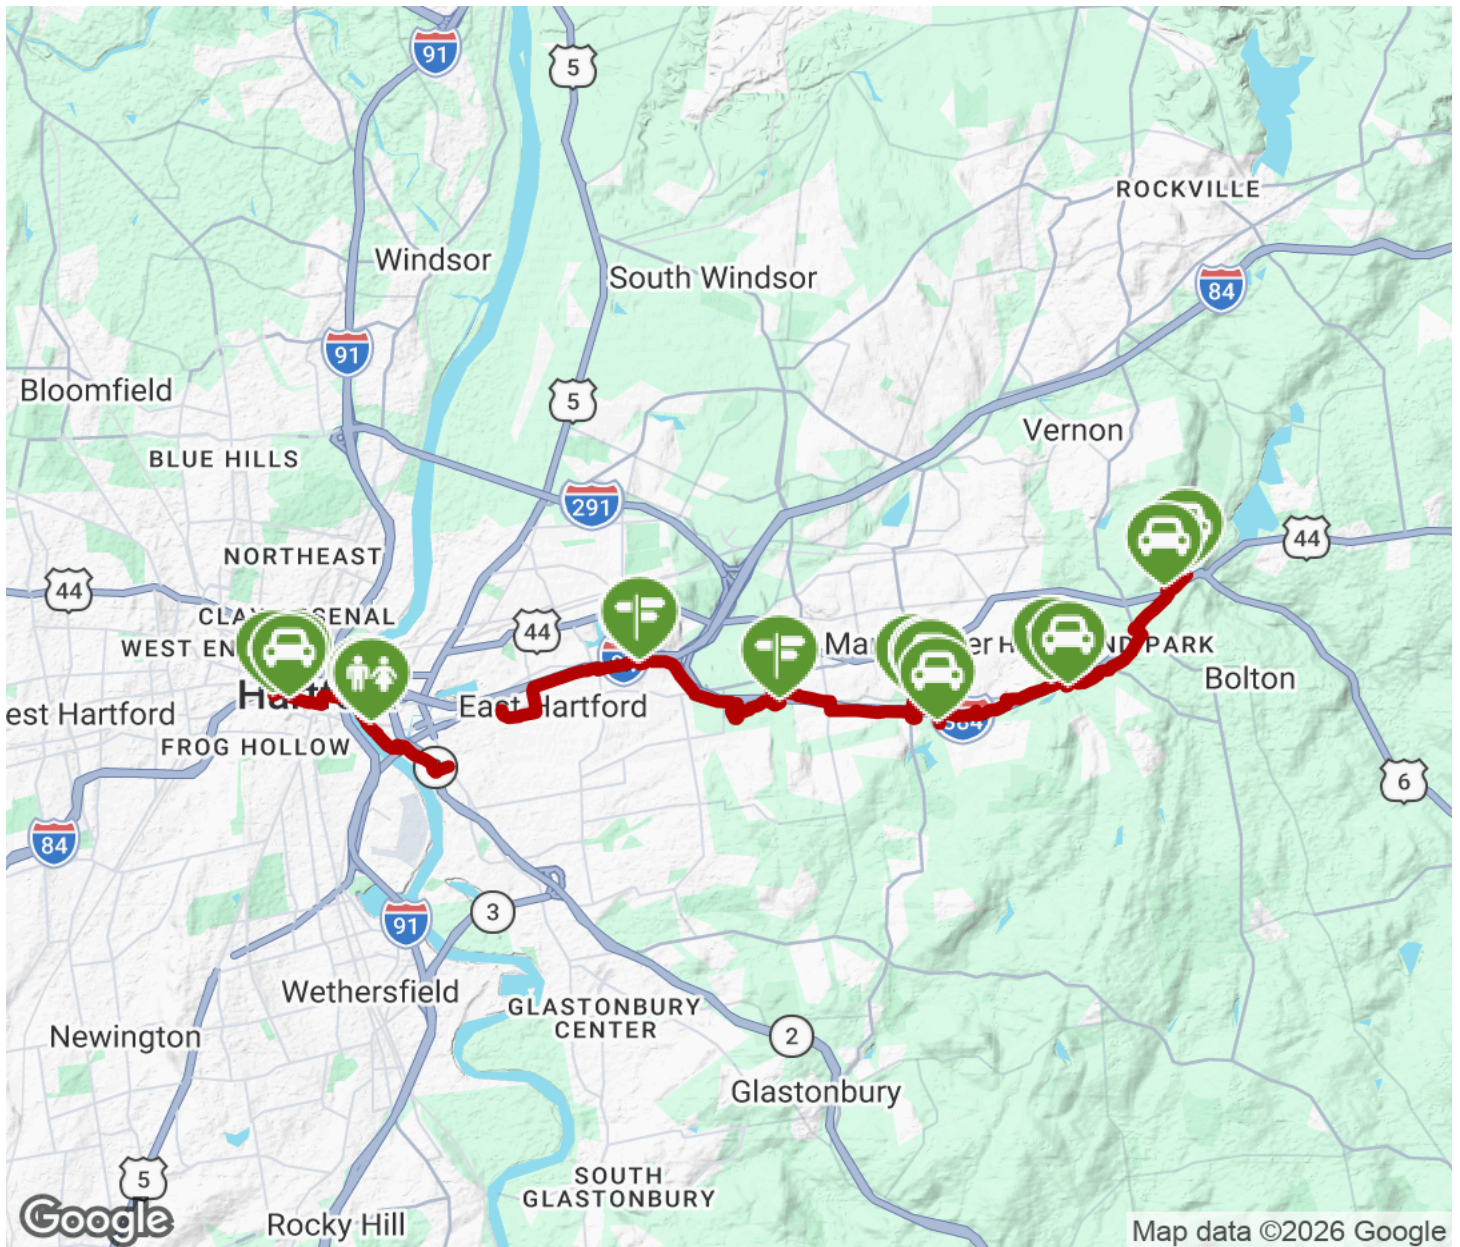 91
5
ROCKVILLE
Windsor
South Windsor
84
91
Bloomfield
5
Vernon
BLUE HILLS
291
44
44
NORTHEAST
44
WEST EN
East Hartford
Bolton
est Hartford
FROG HOLLOW
6
84
3
91
Wethersfield
GLASTONBURY
CENTER
Newington
2
Glastonbury
5
SOUTH
GLASTONBURY
Rocky Hill
Google
Map data ©2026 Google